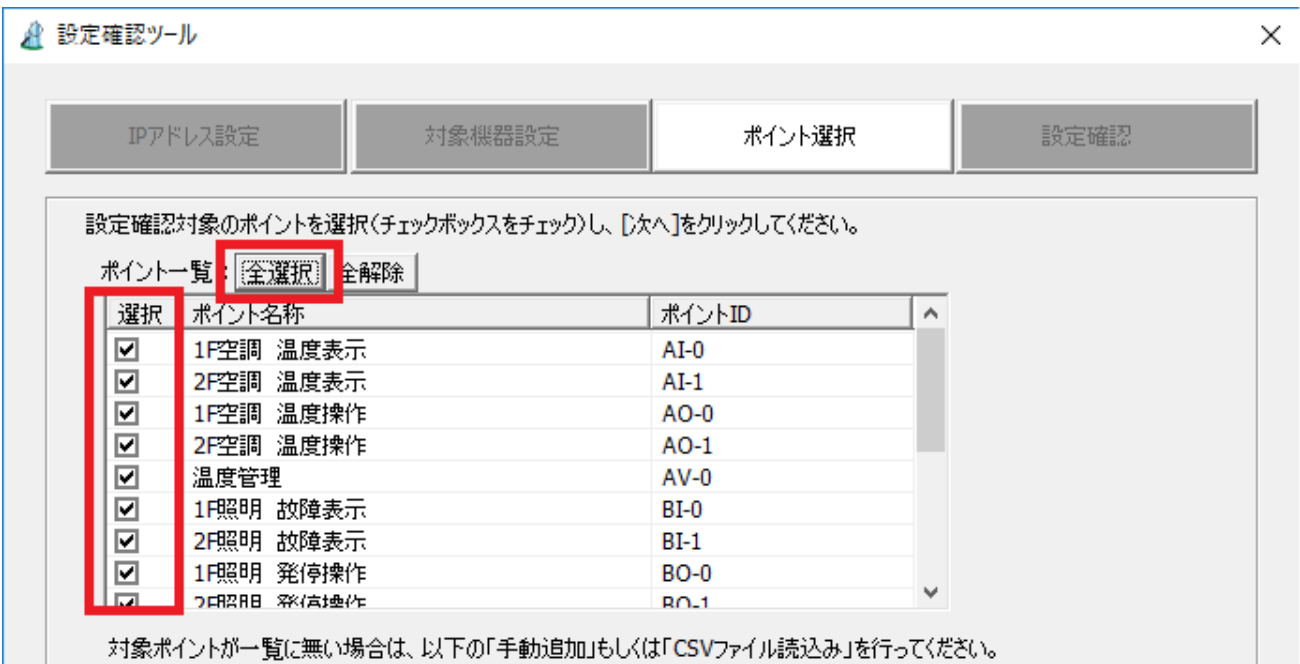 設定確認ツール
IPアドレス設定 対象機器設定 ポイント選択 設定確認
設定確認対象のポイントを選択(チェックボックスをチェック)し、[次へ]をクリックしてください。
ポイント一覧: 全選択 全解除
選択 ポイント名称 ポイントID
1F空調 温度表示 AI-0
2F空調 温度表示 AI-1
1F空調 温度操作 AO-0
2F空調 温度操作 AO-1
温度管理 AV-0
1F照明 故障表示 BI-0
2F照明 故障表示 BI-1
1F照明 発停操作 BO-0
2F照明 発停操作 BO-1
対象ポイントが一覧に無い場合は、以下の「手動追加」もしくは「CSVファイル読込み」を行ってください。